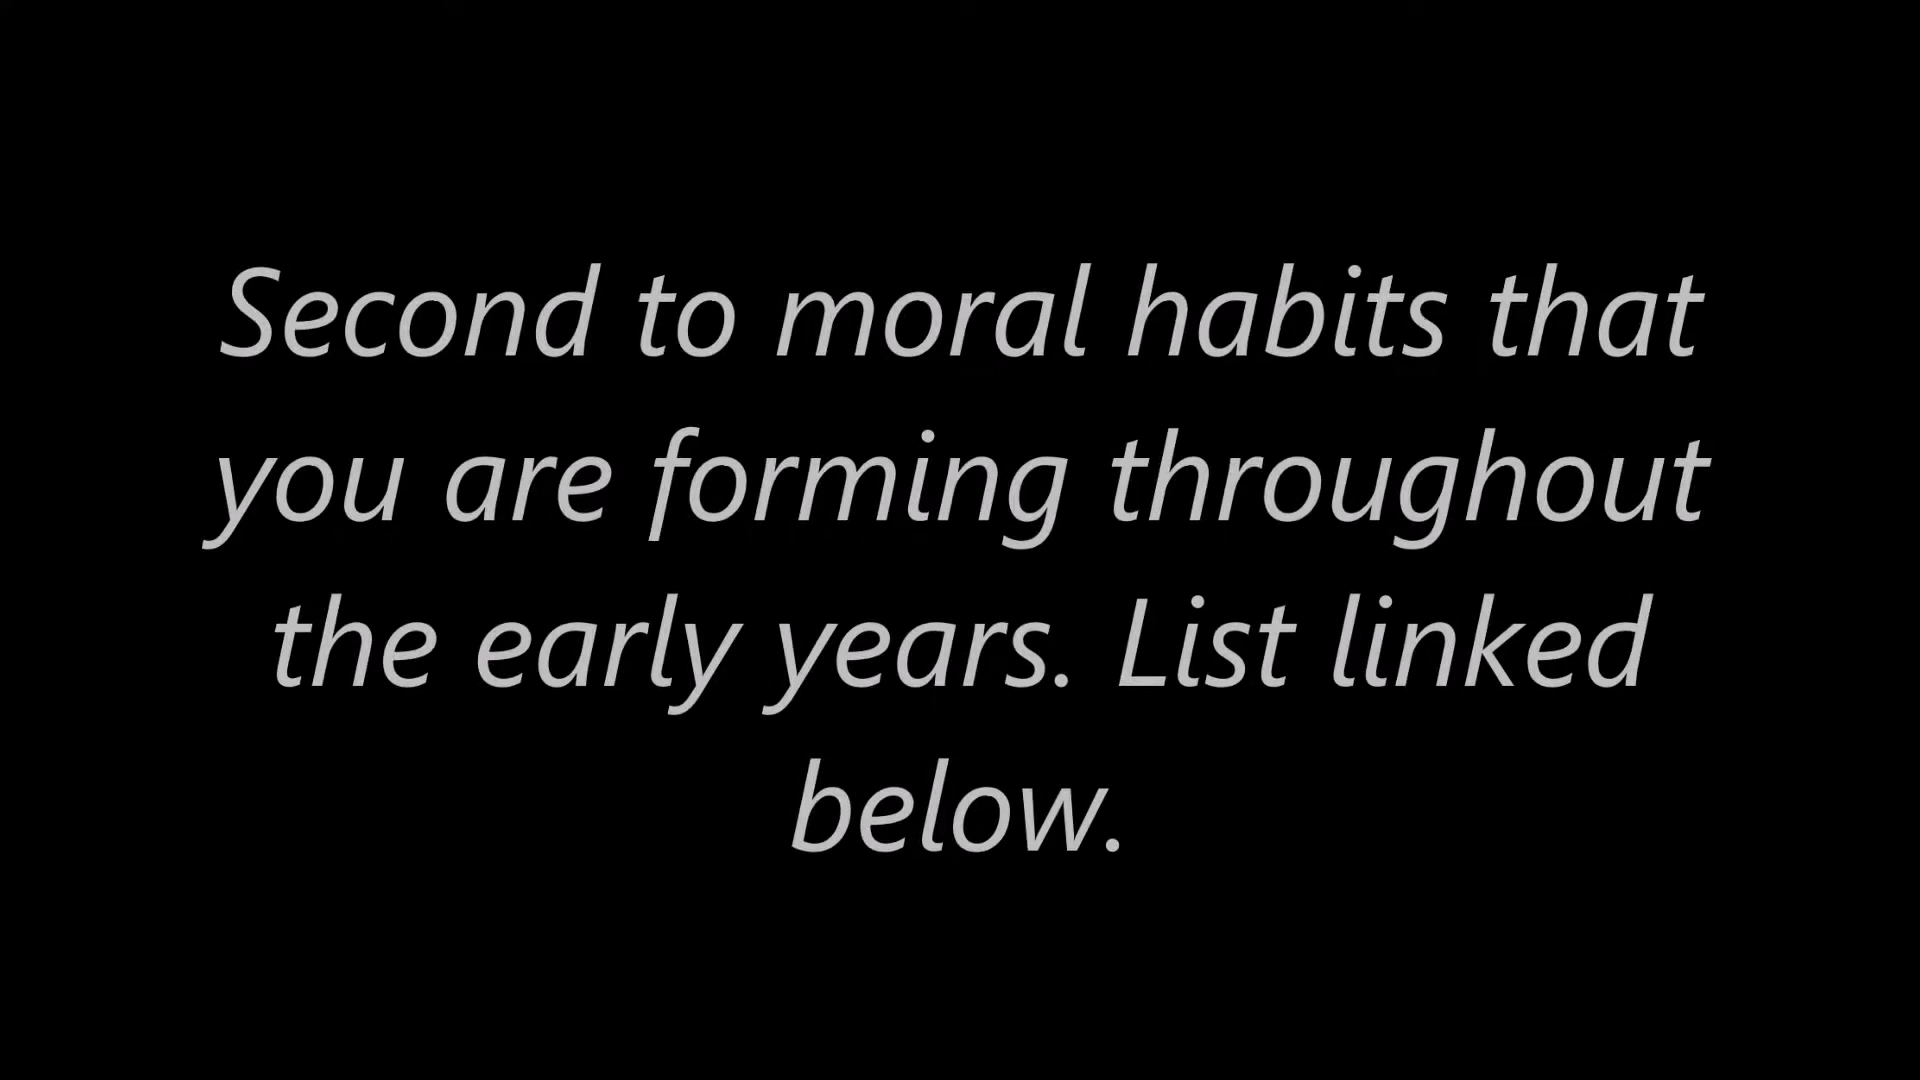 Second to moral habits that
you are forming throughout
the early years. List linked
below.